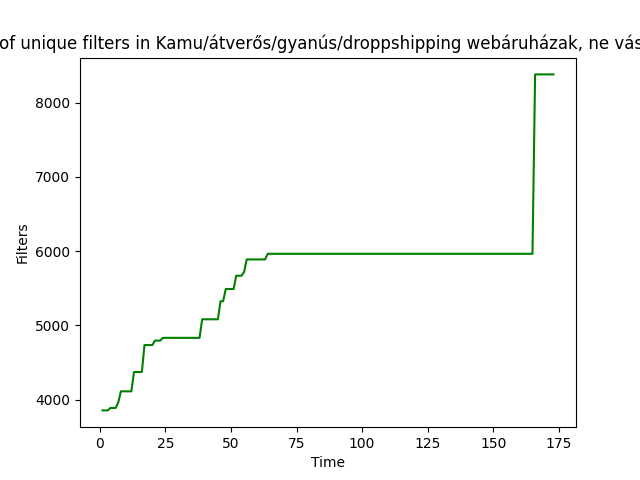 of unique filters in Kamu/átverős/gyanús/droppshipping webáruházak, ne vás
8000
7000
6000
5000
4000
Filters
0 25 50 75 100 125 150 175
Time